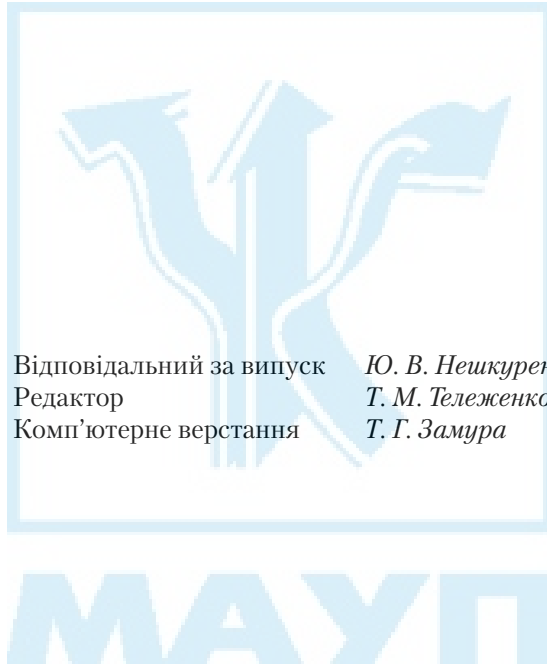 Відповідальний за випуск Ю. В. Нешкурен
Редактор Т. М. Тележенко
Комп’ютерне верстання Т. Г. Замура
МАУП